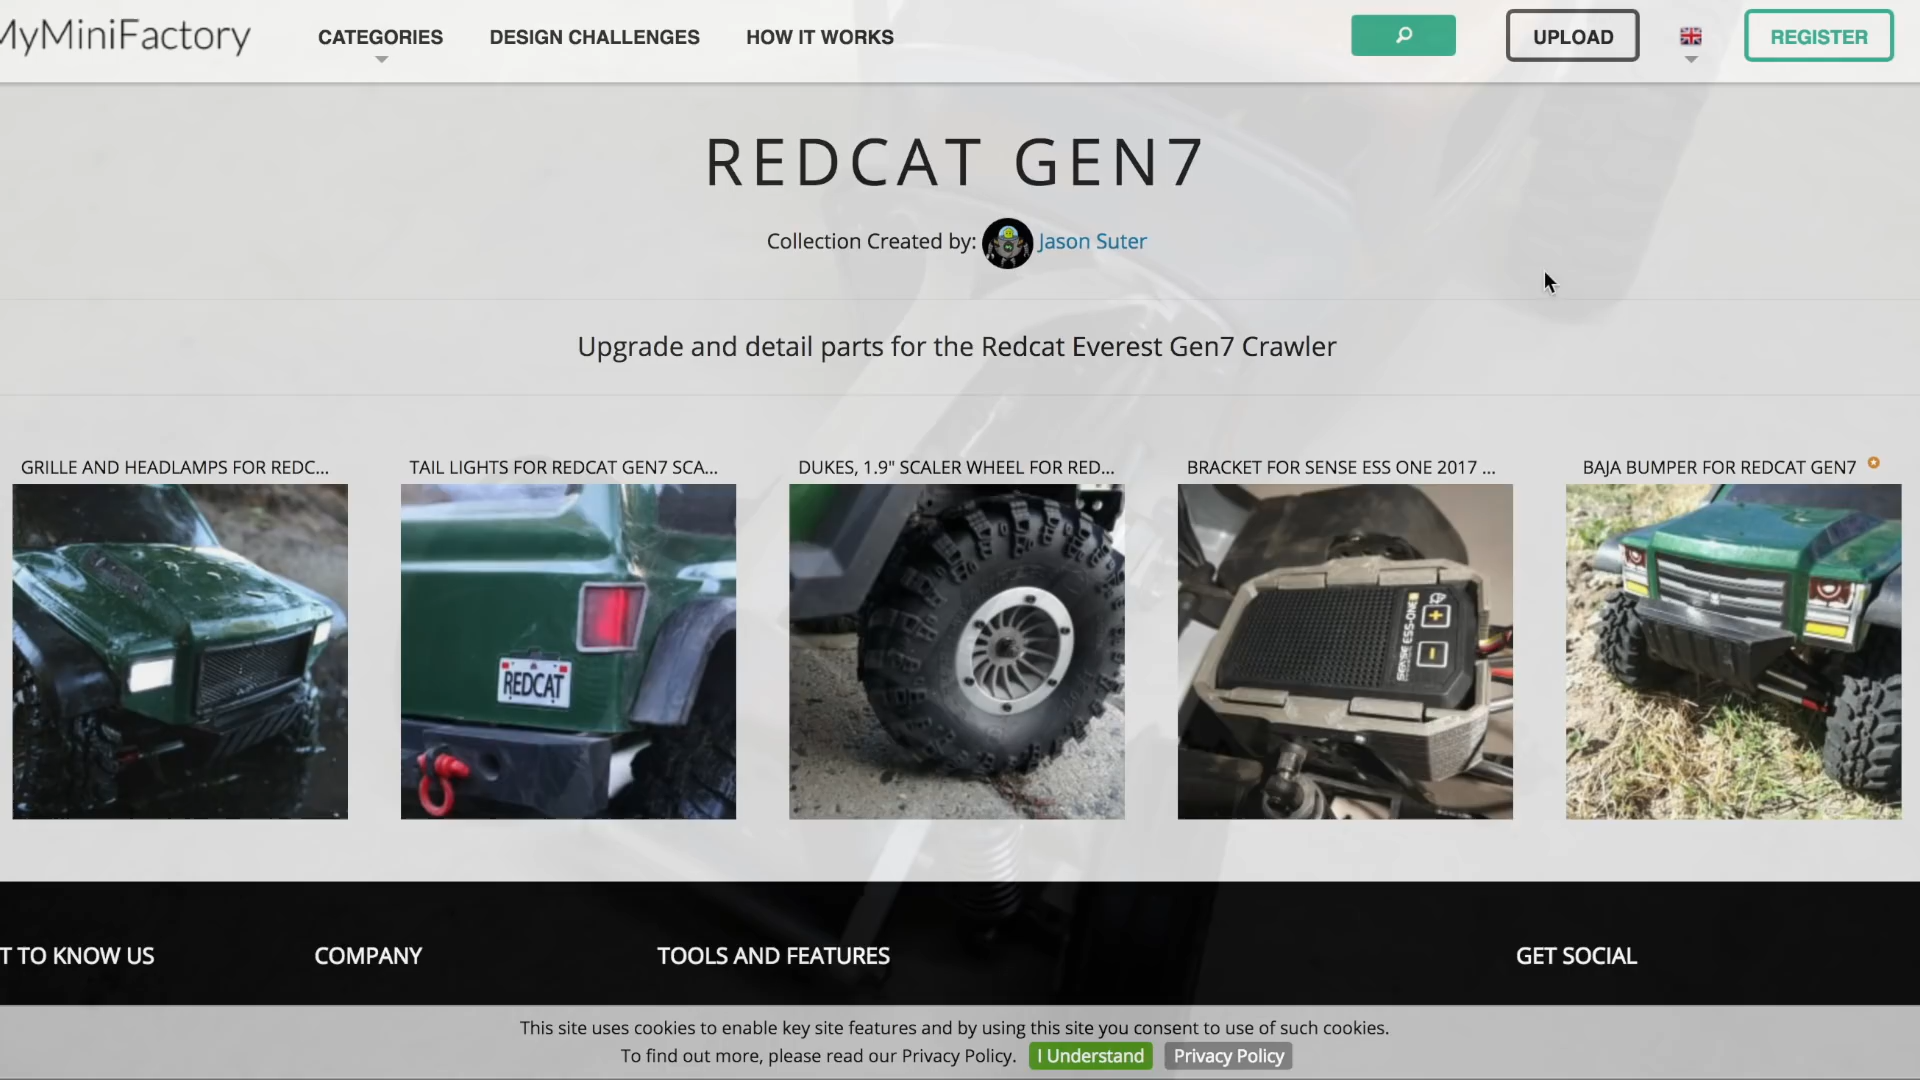 MyMiniFactory
CATEGORIES
DESIGN CHALLENGES
HOW IT WORKS
UPLOAD
REGISTER
REDCAT GEN7
Collection Created by: Jason Suter
Upgrade and detail parts for the Redcat Everest Gen7 Crawler
GRILLE AND HEADLAMPS FOR REDC...
TAIL LIGHTS FOR REDCAT GEN7 SCA...
DUKES, 1.9" SCALER WHEEL FOR RED...
BRACKET FOR SENSE ESS ONE 2017 ...
BAJA BUMPER FOR REDCAT GEN7
REDCAT
SENSE ESS-ONE
T TO KNOW US
COMPANY
TOOLS AND FEATURES
GET SOCIAL
This site uses cookies to enable key site features and by using this site you consent to use of such cookies.
To find out more, please read our Privacy Policy. I Understand Privacy Policy